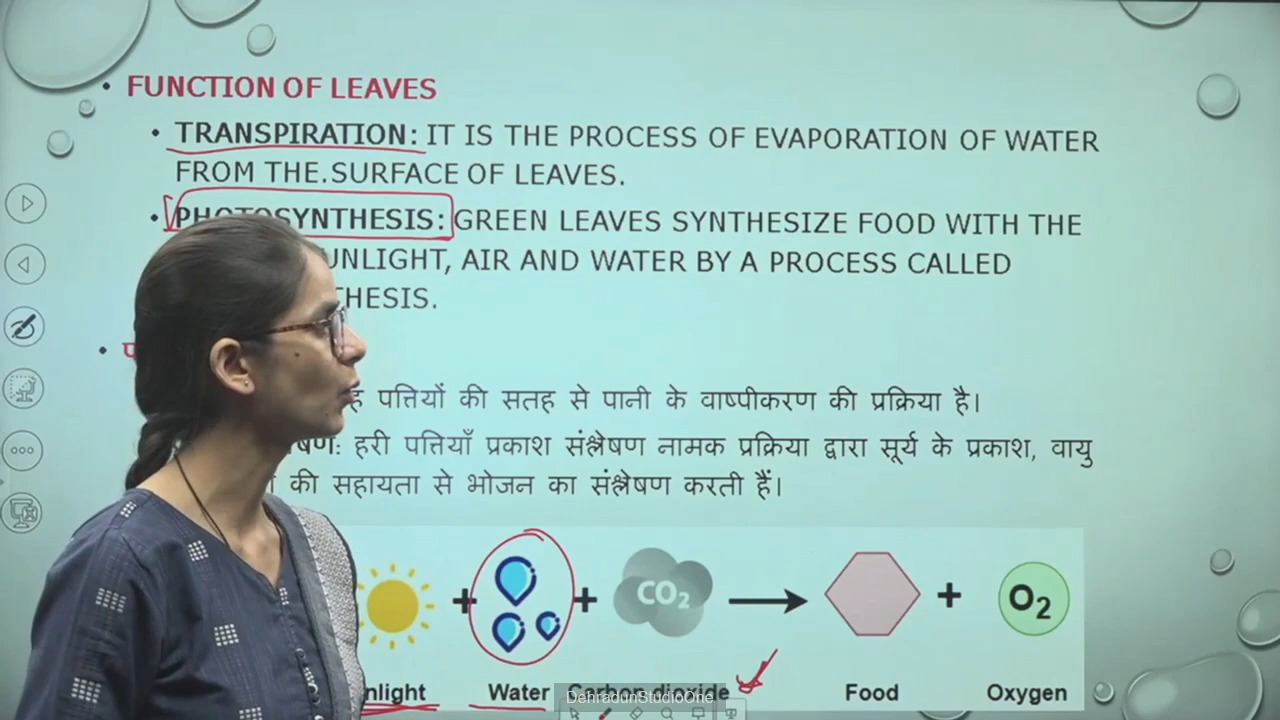 FUNCTION OF LEAVES
TRANSPIRATION: IT IS THE PROCESS OF EVAPORATION OF WATER
FROM THE SURFACE OF LEAVES.
PHOTOSYNTHESIS: GREEN LEAVES SYNTHESIZE FOOD WITH THE
UNLIGHT, AIR AND WATER BY A PROCESS CALLED
THESIS.
पत्तियों की सतह से पानी के वाष्पीकरण की प्रक्रिया है।
षण: हरी पत्तियाँ प्रकाश संश्लेषण नामक प्रक्रिया द्वारा सूर्य के प्रकाश, वायु
की सहायता से भोजन का संश्लेषण करती हैं।
+ + CO2 + O2
nlight Water Carbon dioxide Food Oxygen
DehradunStudioOne